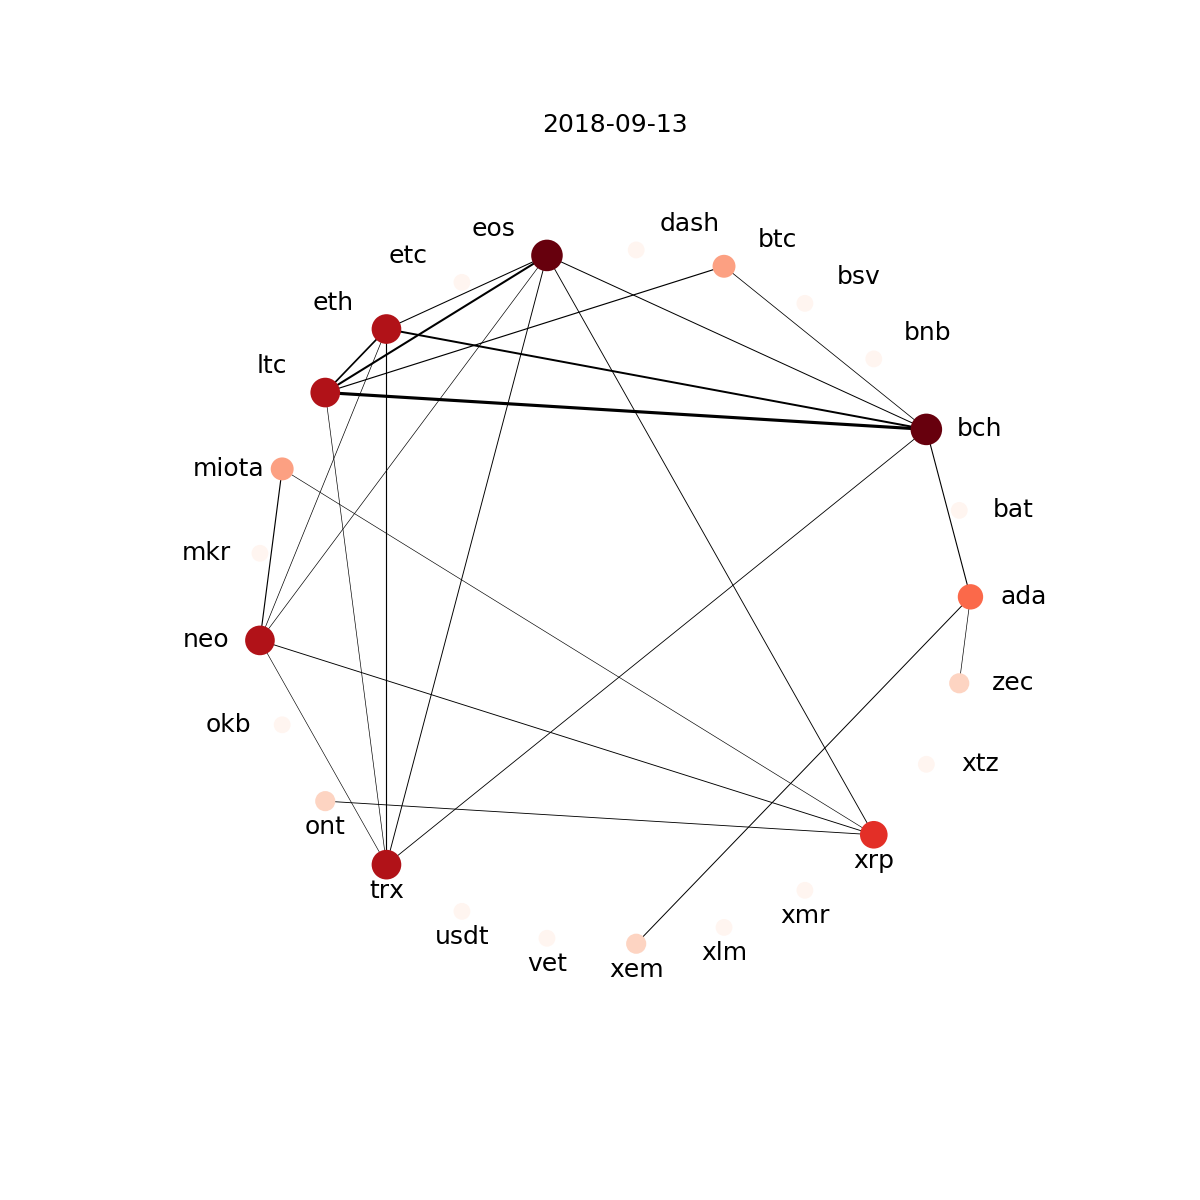 2018-09-13
dash
eos
btc
etc
bsv
eth
bnb
ltc
bch
miota
bat
mkr
ada
neo
zec
okb
xtz
ont
xrp
trx
xmr
usdt
xlm
vet
xem